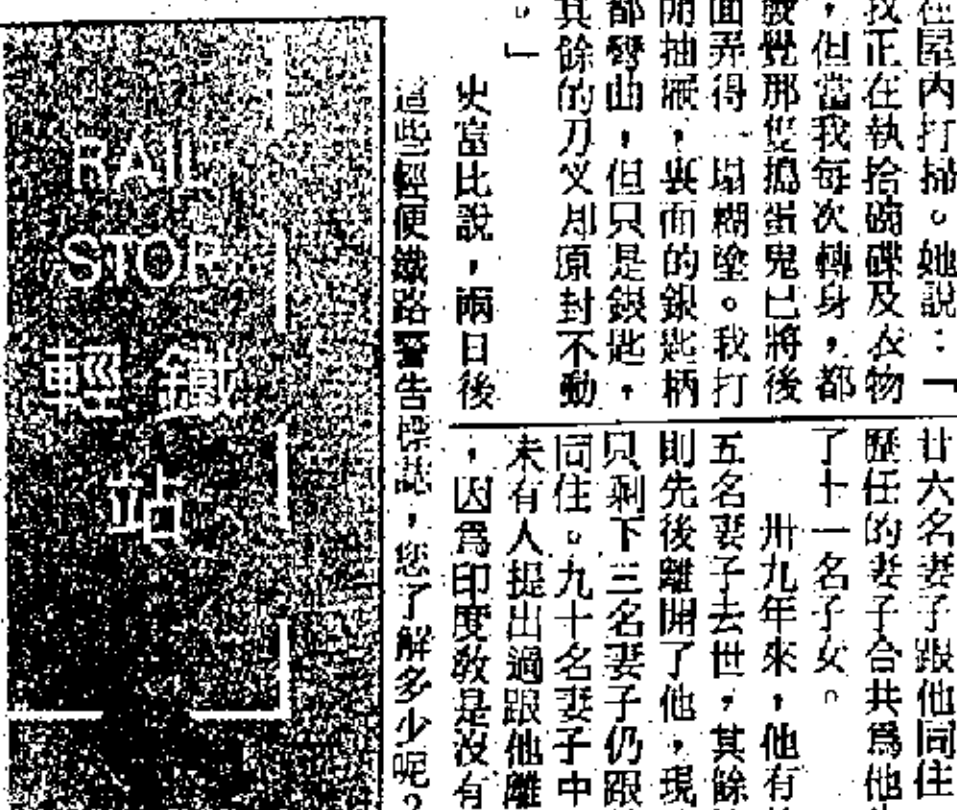 在屋內打掃。她說：「
我正在執拾碗碟及衣物
，但當我每次轉身，都
發覺那隻搗蛋鬼已將後
面弄得一塌糊塗。我打
開抽屜，裏面的銀匙柄
都彎曲，但只是銀匙，
其餘的刀叉却原封不動
。」
史富比說，兩日後
廿六名妻子跟他同住
歷任的妻子合共爲他
了十一名子女。
卅九年來，他有
五名妻子去世，其餘
則先後離開了他，現
只剩下三名妻子仍跟
同住。九十名妻子中
未有人提出過跟他離
，因爲印度敎是沒有
這些輕便鐵路警告標誌，您了解多少呢？
RAIL
STOP
輕鐵
站